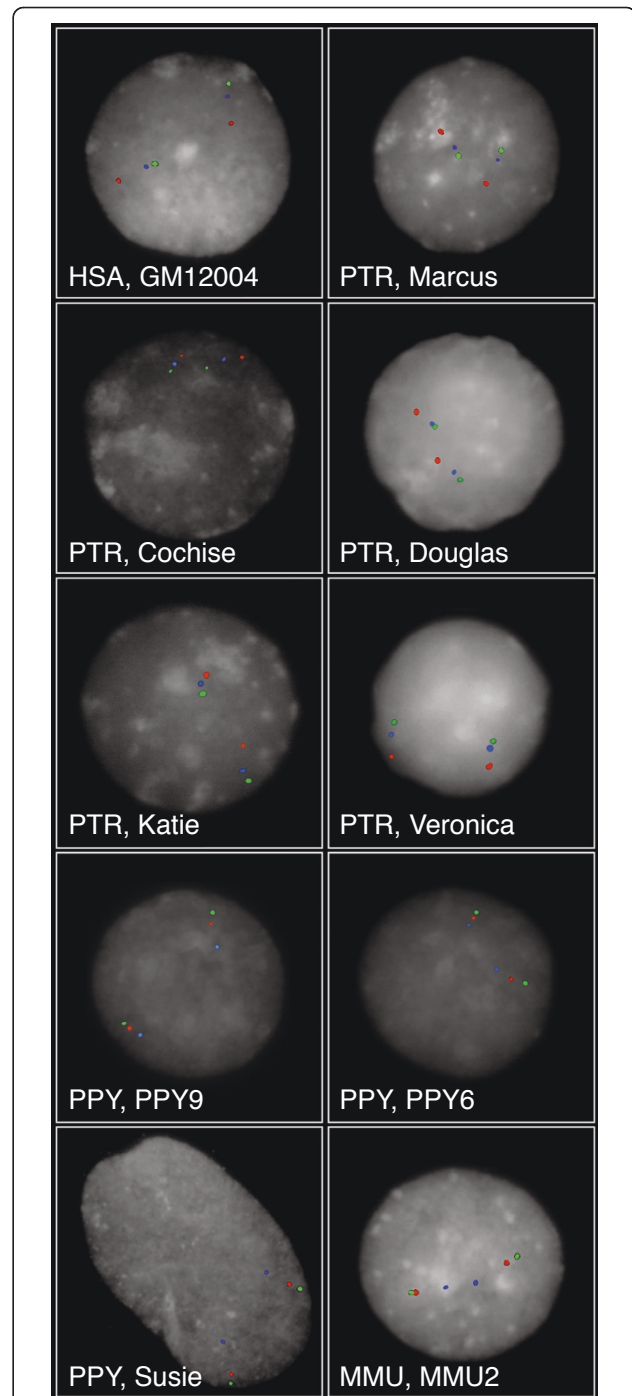 HSA, GM12004
PTR, Marcus
PTR, Cochise
PTR, Douglas
PTR, Katie
PTR, Veronica
PPY, PPY9
PPY, PPY6
PPY, Susie
MMU, MMU2